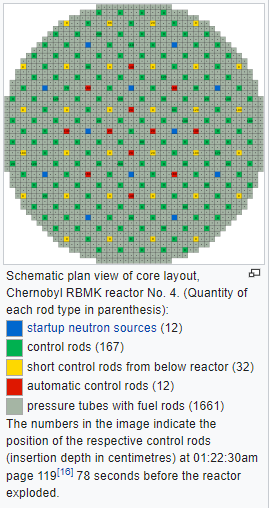 Schematic plan view of core layout,
Chernobyl RBMK reactor No. 4. (Quantity
of each rod type in parenthesis):
startup neutron sources (12)
control rods (167)
short control rods from below reactor (32)
automatic control rods (12)
pressure tubes with fuel rods (1661)
The numbers in the image indicate the
position of the respective control rods
(insertion depth in centimetres) at 01:22:30am
page 119[16] 78 seconds before the reactor
exploded.